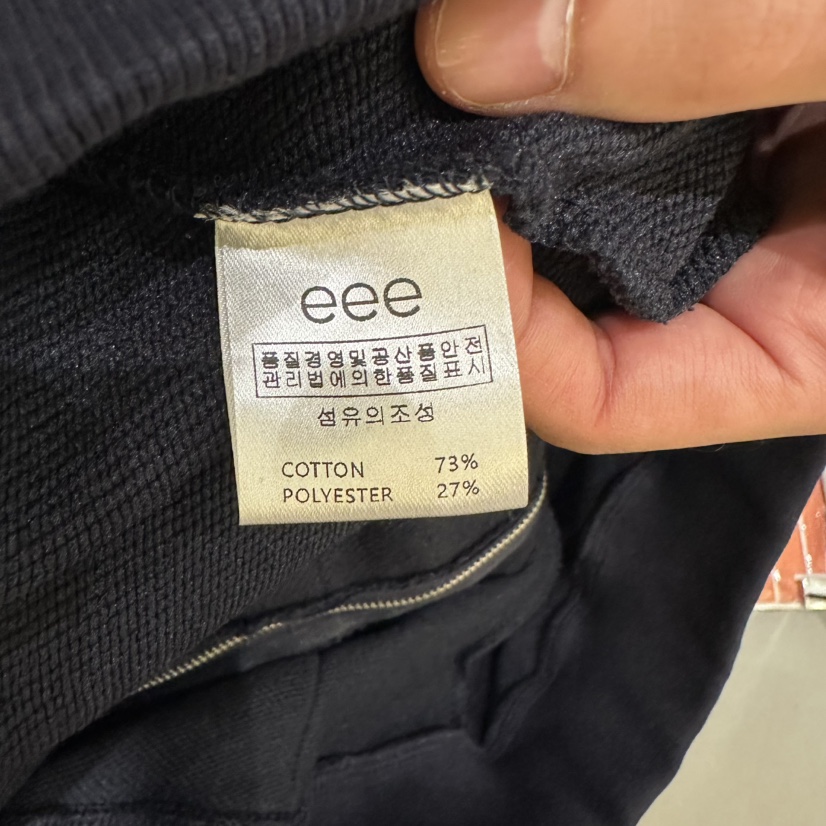 eee
품질경영및공산품안전
관리법에의한품질표시
섬유의조성
COTTON 73%
POLYESTER 27%